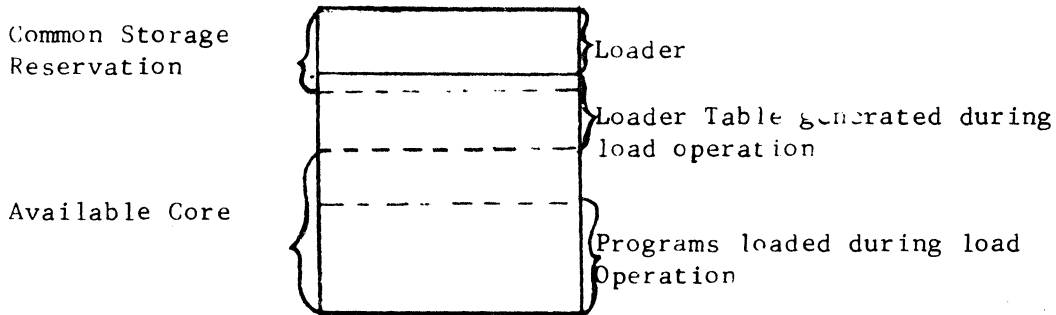 Common Storage
Reservation
Loader
Loader Table generated during
load operation
Available Core
Programs loaded during load
Operation